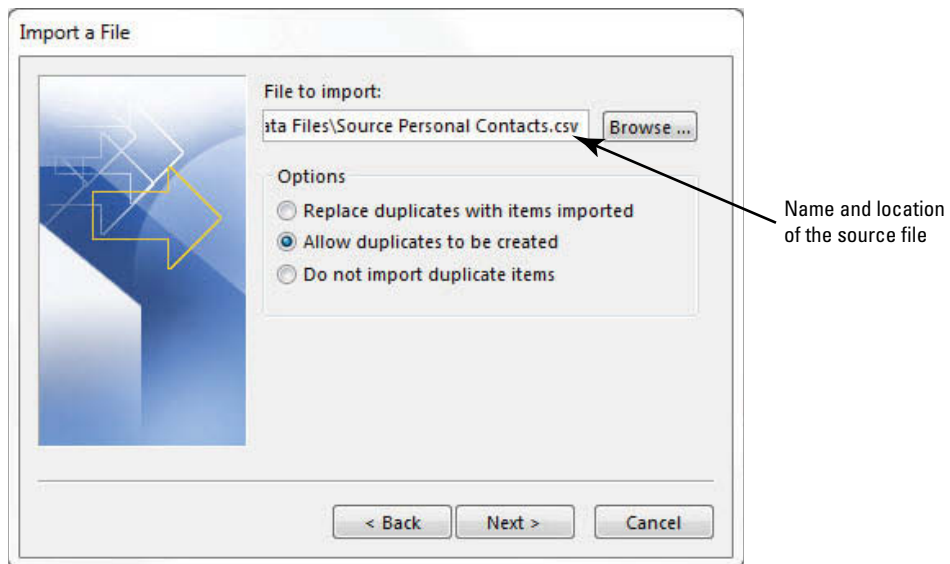 Import a File
File to import:
ata Files\Source Personal Contacts.csv
Browse ...
Options
Replace duplicates with items imported
Allow duplicates to be created
Do not import duplicate items
< Back
Next >
Cancel
Name and location
of the source file